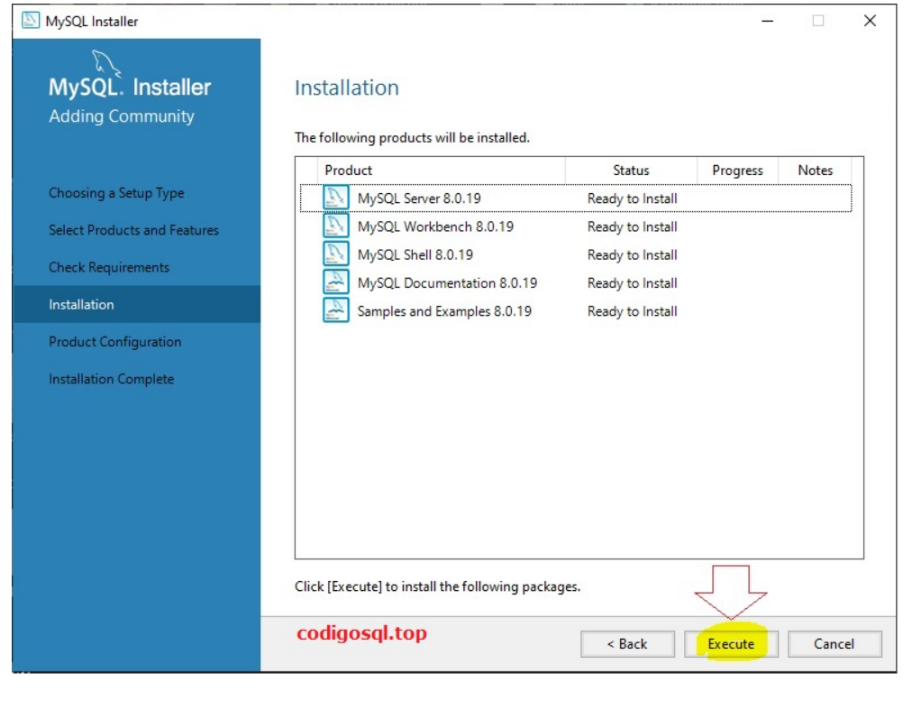 MySQL Installer
MySQL. Installer
Adding Community
Choosing a Setup Type
Select Products and Features
Check Requirements
Installation
Product Configuration
Installation Complete
Installation
The following products will be installed.
Product Status Progress Notes
MySQL Server 8.0.19 Ready to Install
MySQL Workbench 8.0.19 Ready to Install
MySQL Shell 8.0.19 Ready to Install
MySQL Documentation 8.0.19 Ready to Install
Samples and Examples 8.0.19 Ready to Install
Click [Execute] to install the following packages.
codigosql.top
< Back Execute Cancel